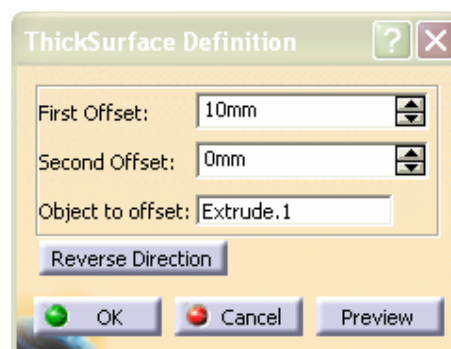 ThickSurface Definition
First Offset: 10mm
Second Offset: 0mm
Object to offset: Extrude.1
Reverse Direction
OK Cancel Preview